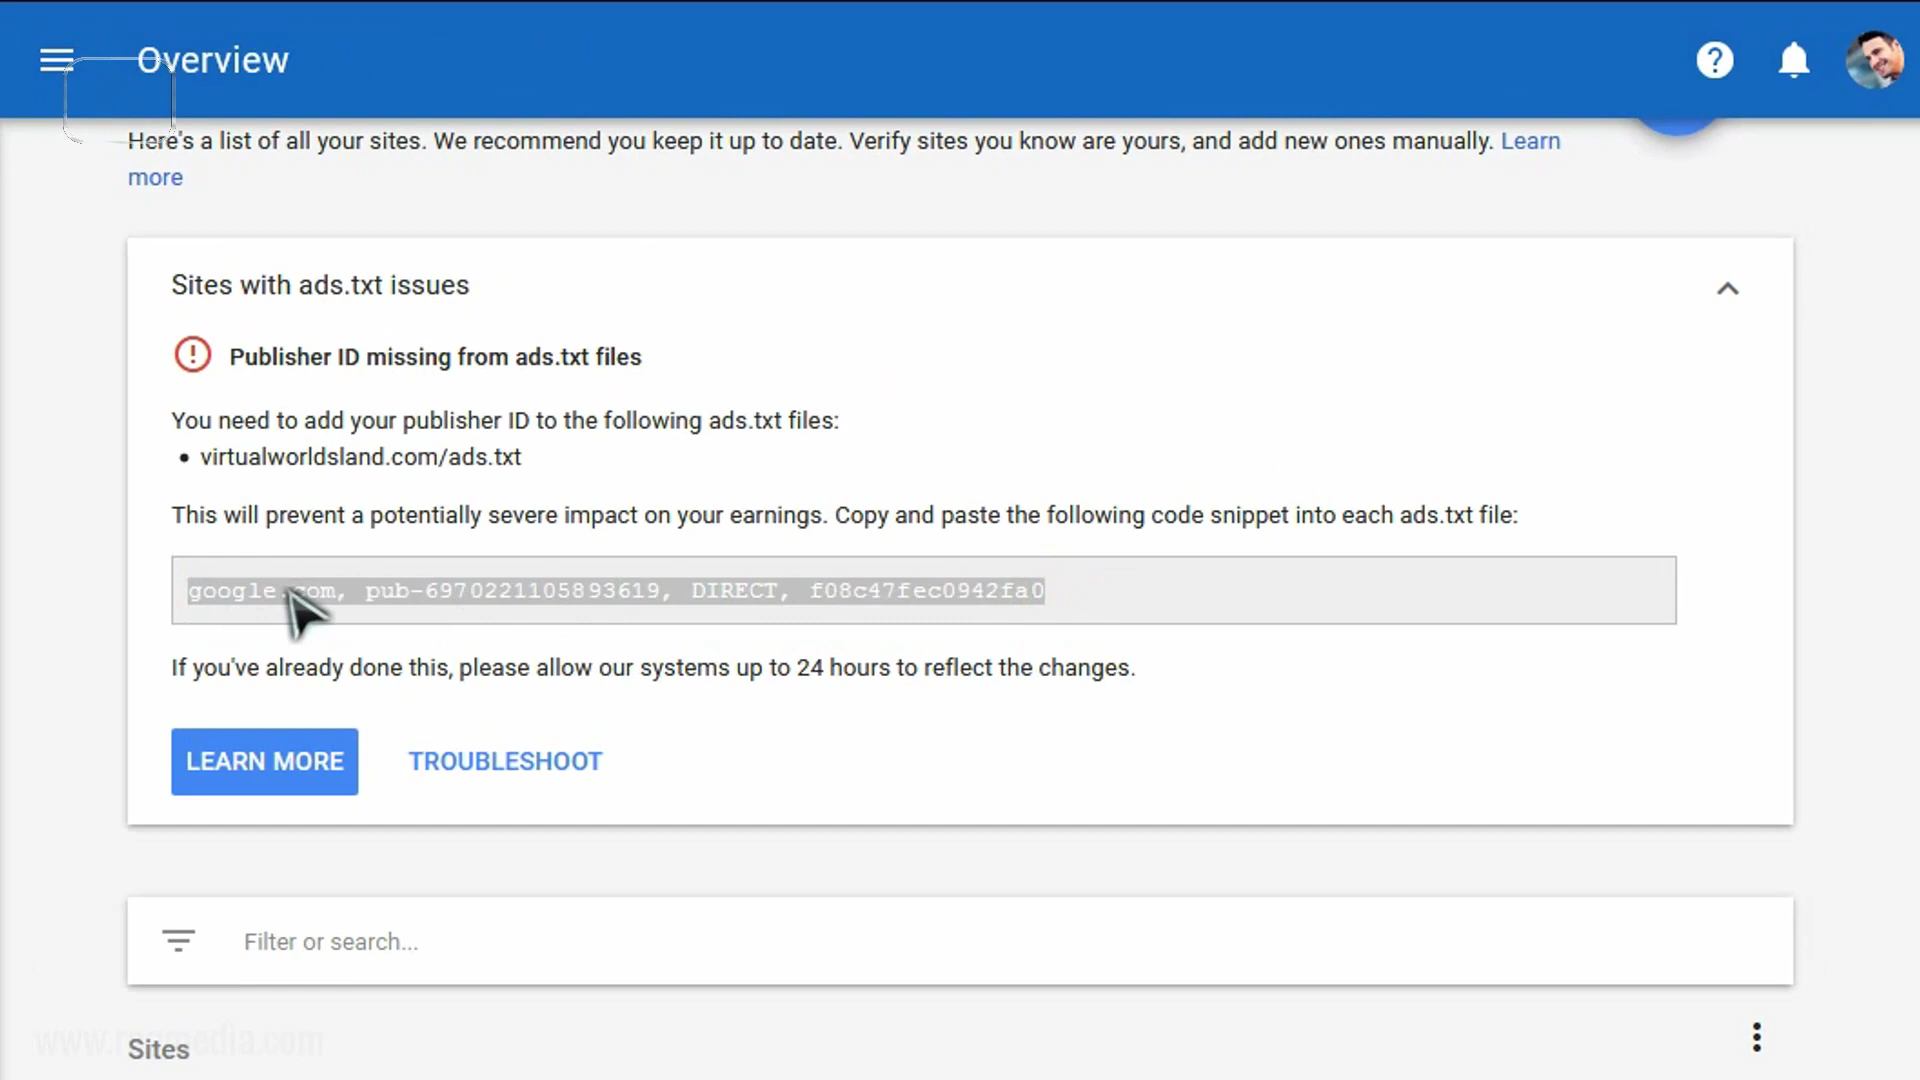 Overview
Here's a list of all your sites. We recommend you keep it up to date. Verify sites you know are yours, and add new ones manually. Learn
more
Sites with ads.txt issues
Publisher ID missing from ads.txt files
You need to add your publisher ID to the following ads.txt files:
• virtualworldsland.com/ads.txt
This will prevent a potentially severe impact on your earnings. Copy and paste the following code snippet into each ads.txt file:
google.com, pub-6970221105893619, DIRECT, f08c47fec0942fa0
If you've already done this, please allow our systems up to 24 hours to reflect the changes.
LEARN MORE TROUBLESHOOT
Filter or search...
Sites